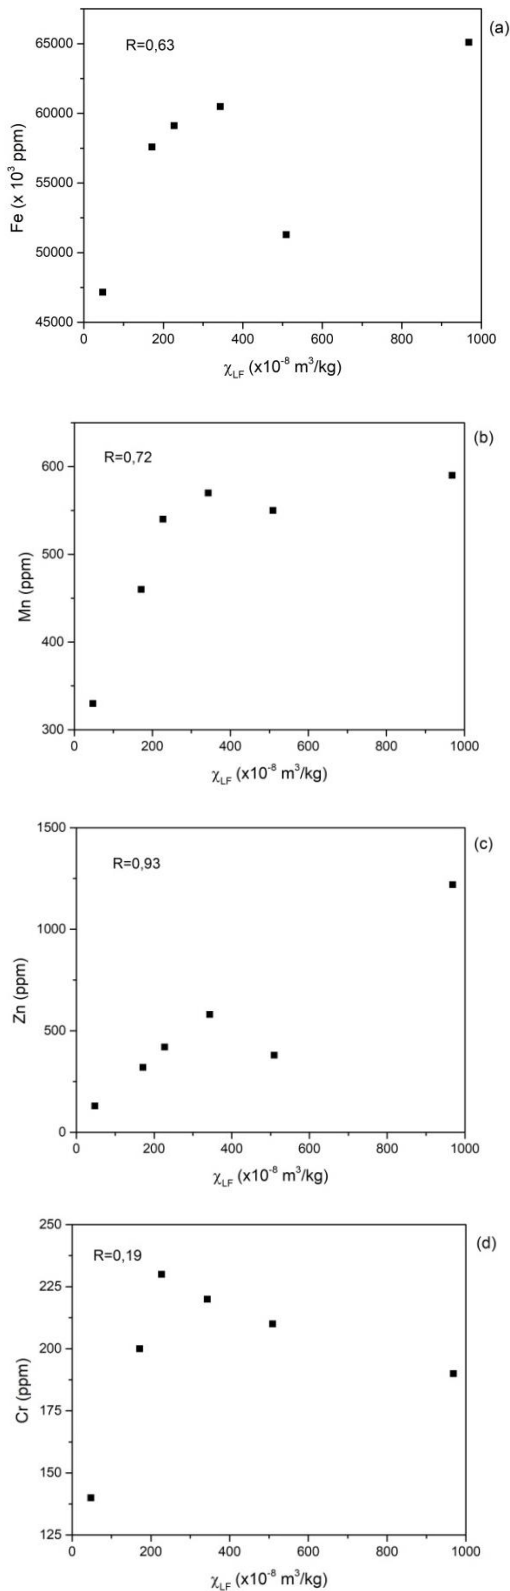 (a)
R=0,63
65000
60000
55000
50000
45000
Fe (x 10³ ppm)
0 200 400 600 800 1000
χLF (x10⁻⁸ m³/kg)
(b)
R=0,72
600
500
400
300
Mn (ppm)
0 200 400 600 800 1000
χLF (x10⁻⁸ m³/kg)
1500
(c)
R=0,93
1000
500
0
Zn (ppm)
0 200 400 600 800 1000
χLF (x10⁻⁸ m³/kg)
250
(d)
R=0,19
225
200
175
150
125
Cr (ppm)
0 200 400 600 800 1000
χLF (x10⁻⁸ m³/kg)